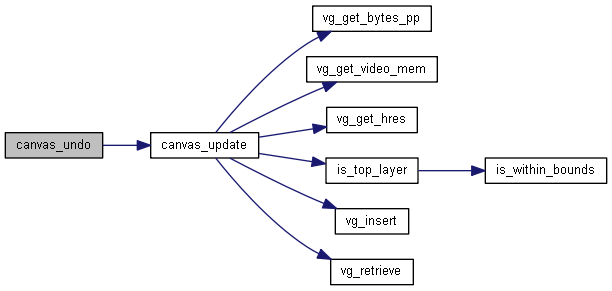 vg_get_bytes_pp
vg_get_video_mem
vg_get_hres
canvas_undo
canvas_update
is_top_layer
is_within_bounds
vg_insert
vg_retrieve